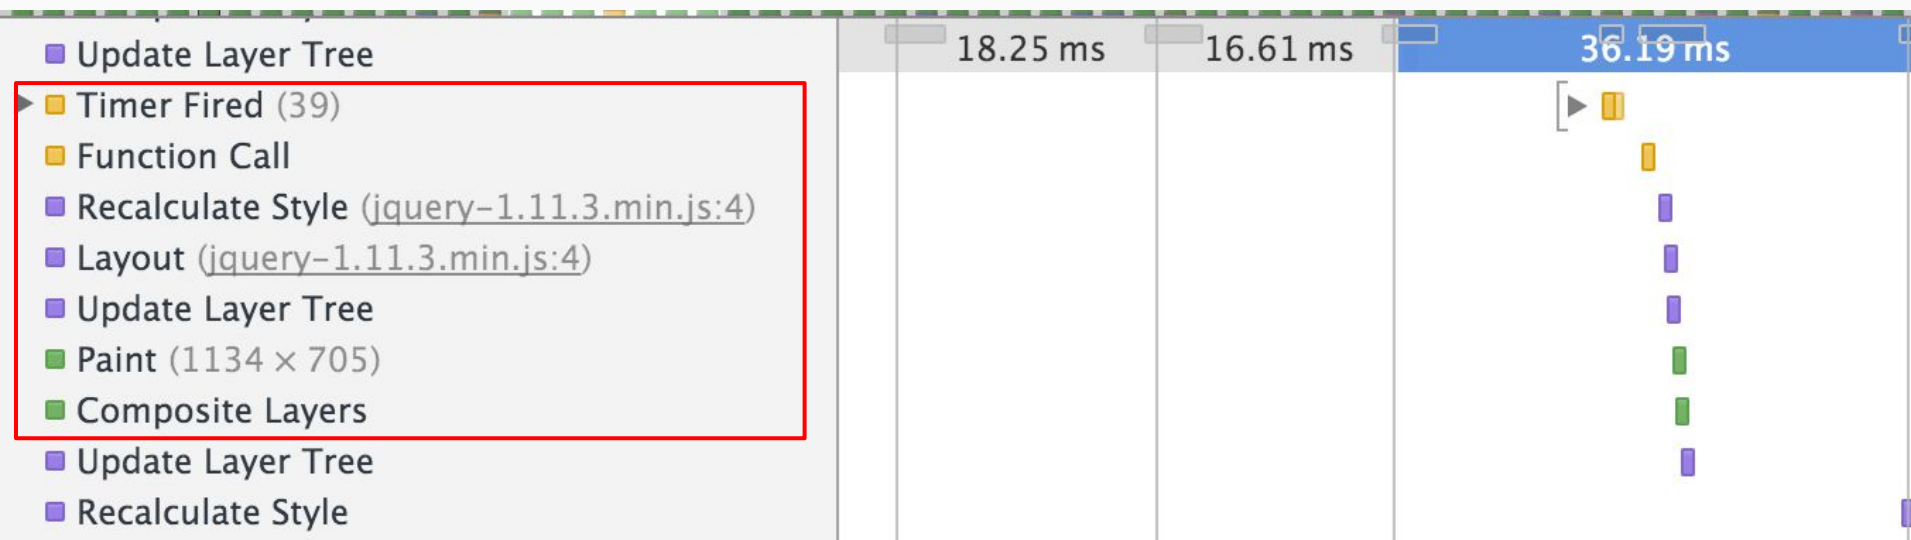 Update Layer Tree
18.25 ms 16.61 ms 36.19 ms
Timer Fired (39)
Function Call
Recalculate Style (jquery-1.11.3.min.js:4)
Layout (jquery-1.11.3.min.js:4)
Update Layer Tree
Paint (1134 × 705)
Composite Layers
Update Layer Tree
Recalculate Style